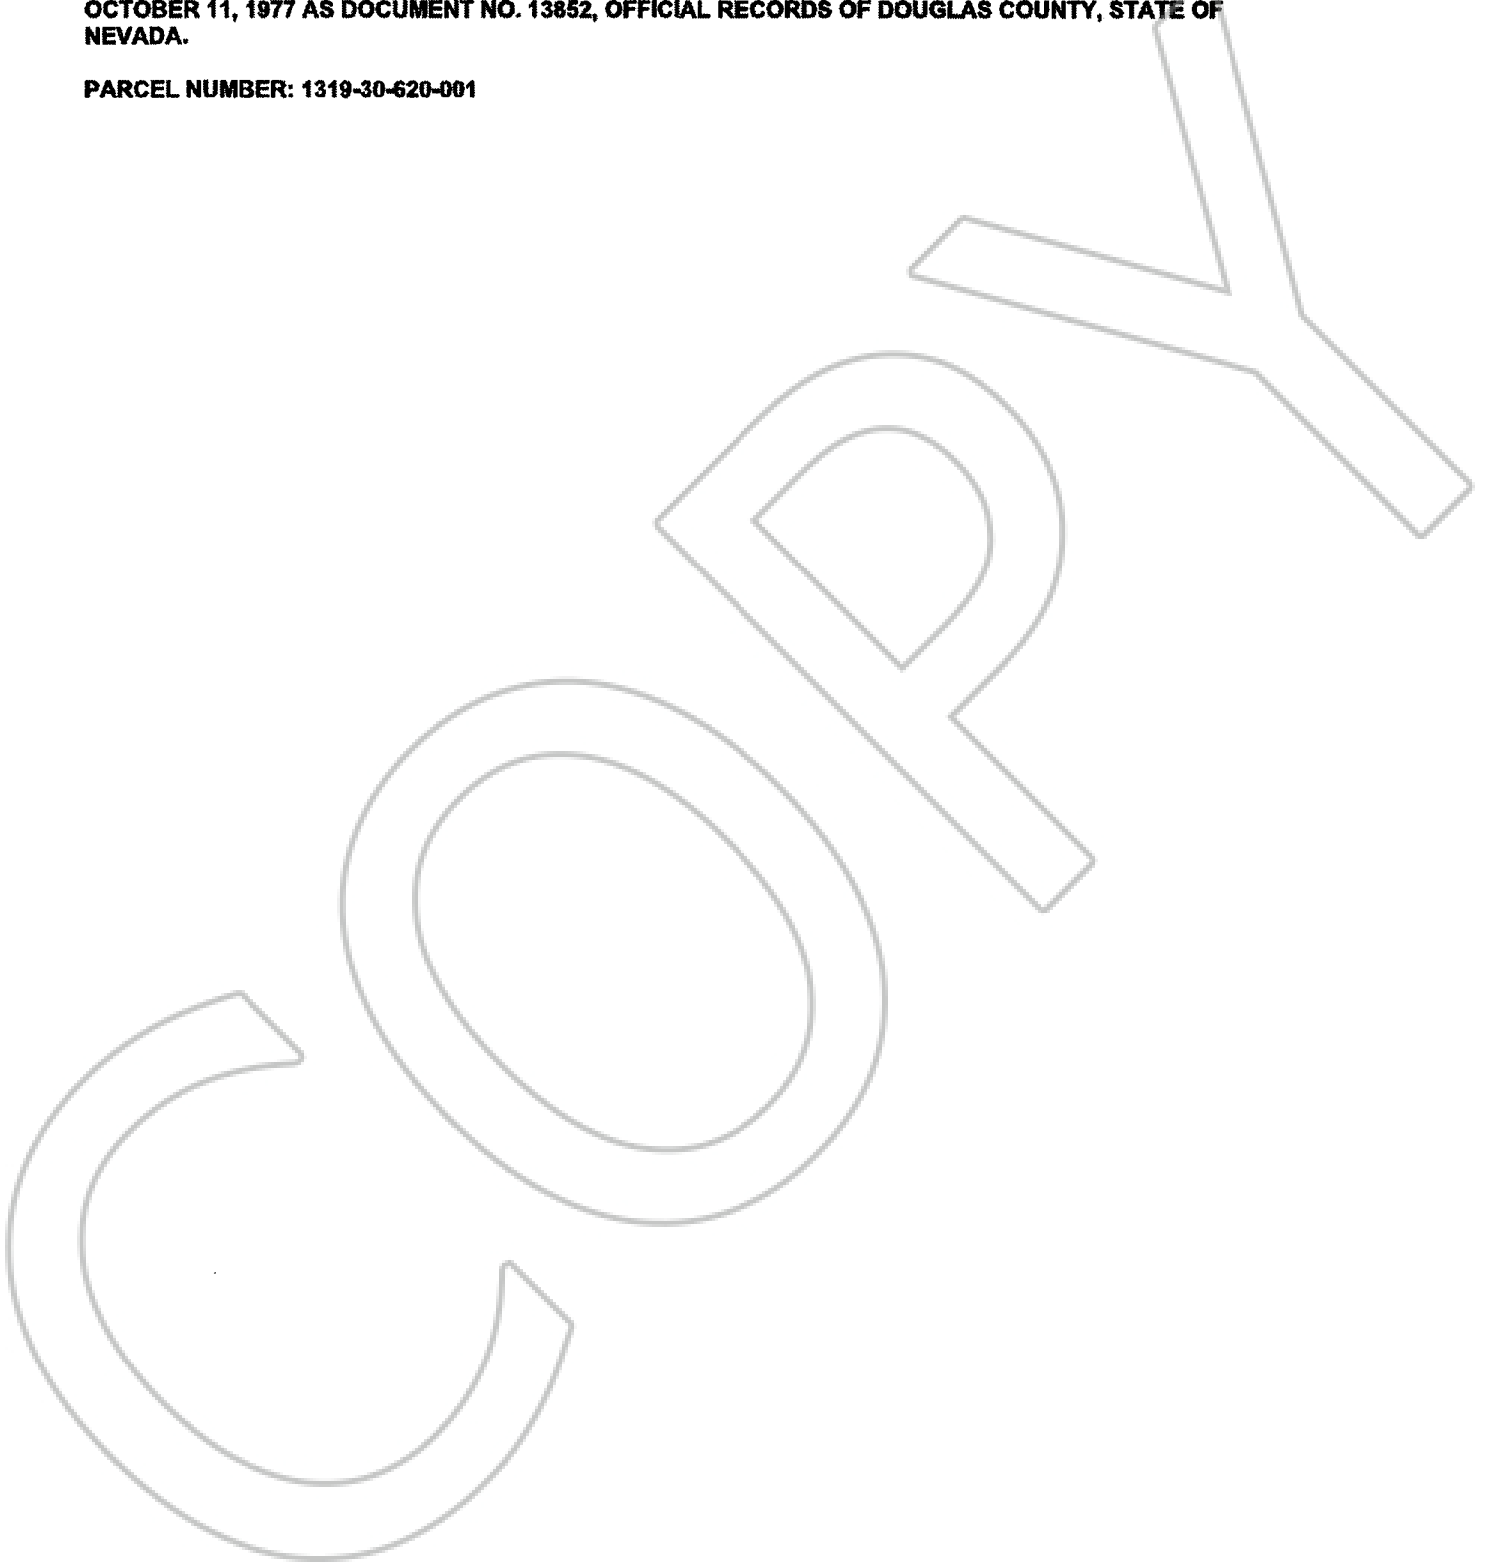 OCTOBER 11, 1977 AS DOCUMENT NO. 13852, OFFICIAL RECORDS OF DOUGLAS COUNTY, STATE OF
NEVADA.
PARCEL NUMBER: 1319-30-620-001
COPY